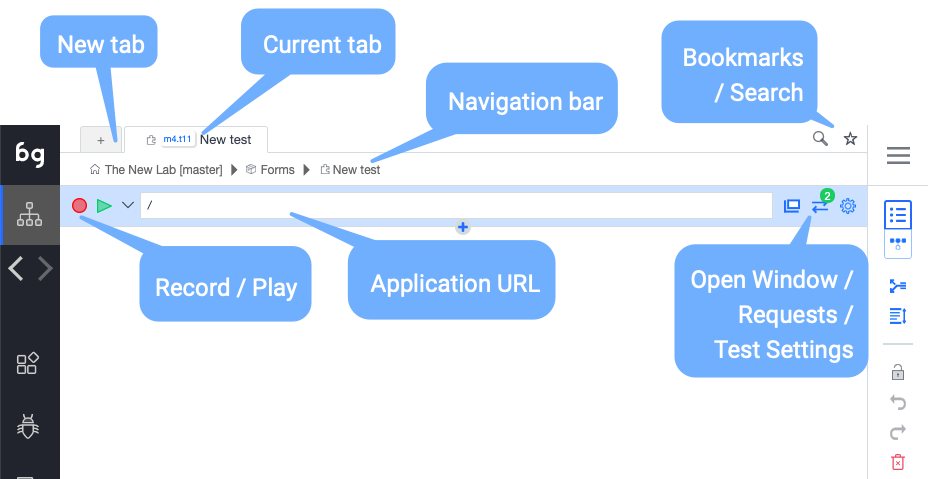 New tab
Current tab
Navigation bar
Bookmarks
/ Search
bg
+
m4.t11 New test
The New Lab [master]
Forms
New test
/
2
+
Record / Play
Application URL
Open Window /
Requests /
Test Settings